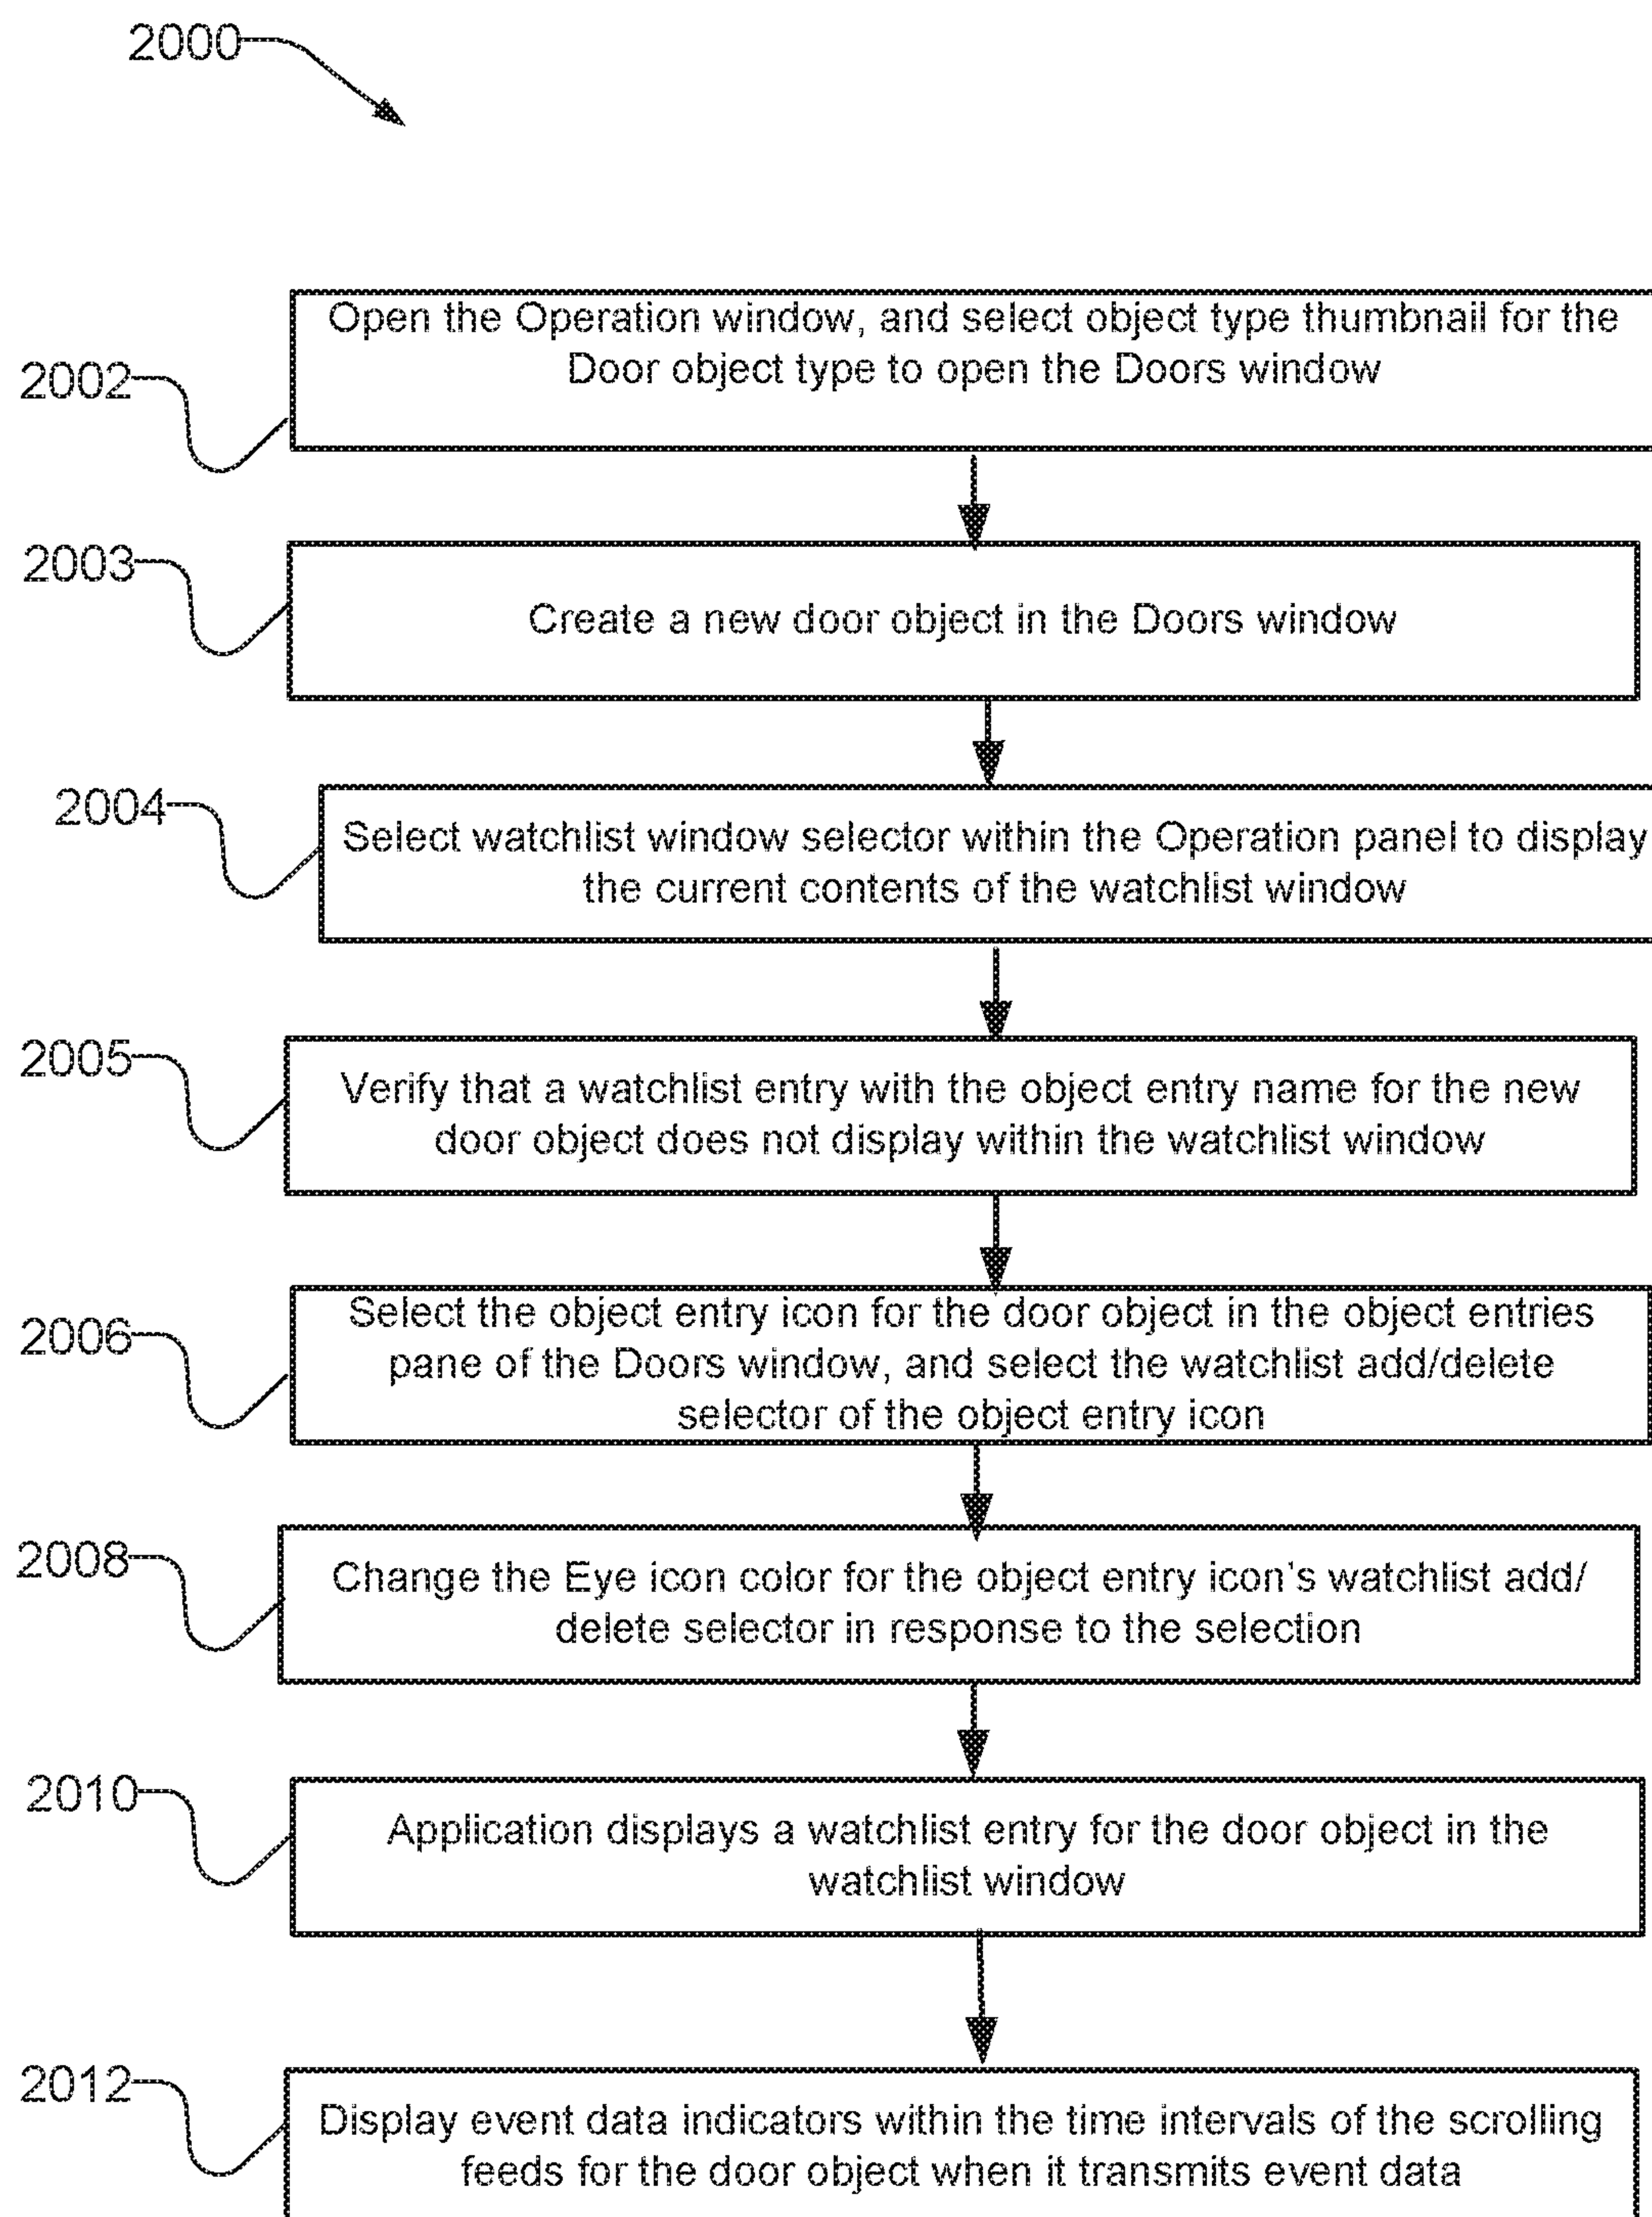 2000
Open the Operation window, and select object type thumbnail for the
Door object type to open the Doors window
2002
2003
Create a new door object in the Doors window
2004
Select watchlist window selector within the Operation panel to display
the current contents of the watchlist window
2005
Verify that a watchlist entry with the object entry name for the new
door object does not display within the watchlist window
2006
Select the object entry icon for the door object in the object entries
pane of the Doors window, and select the watchlist add/delete
selector of the object entry icon
2008
Change the Eye icon color for the object entry icon's watchlist add/
delete selector in response to the selection
2010
Application displays a watchlist entry for the door object in the
watchlist window
2012
Display event data indicators within the time intervals of the scrolling
feeds for the door object when it transmits event data